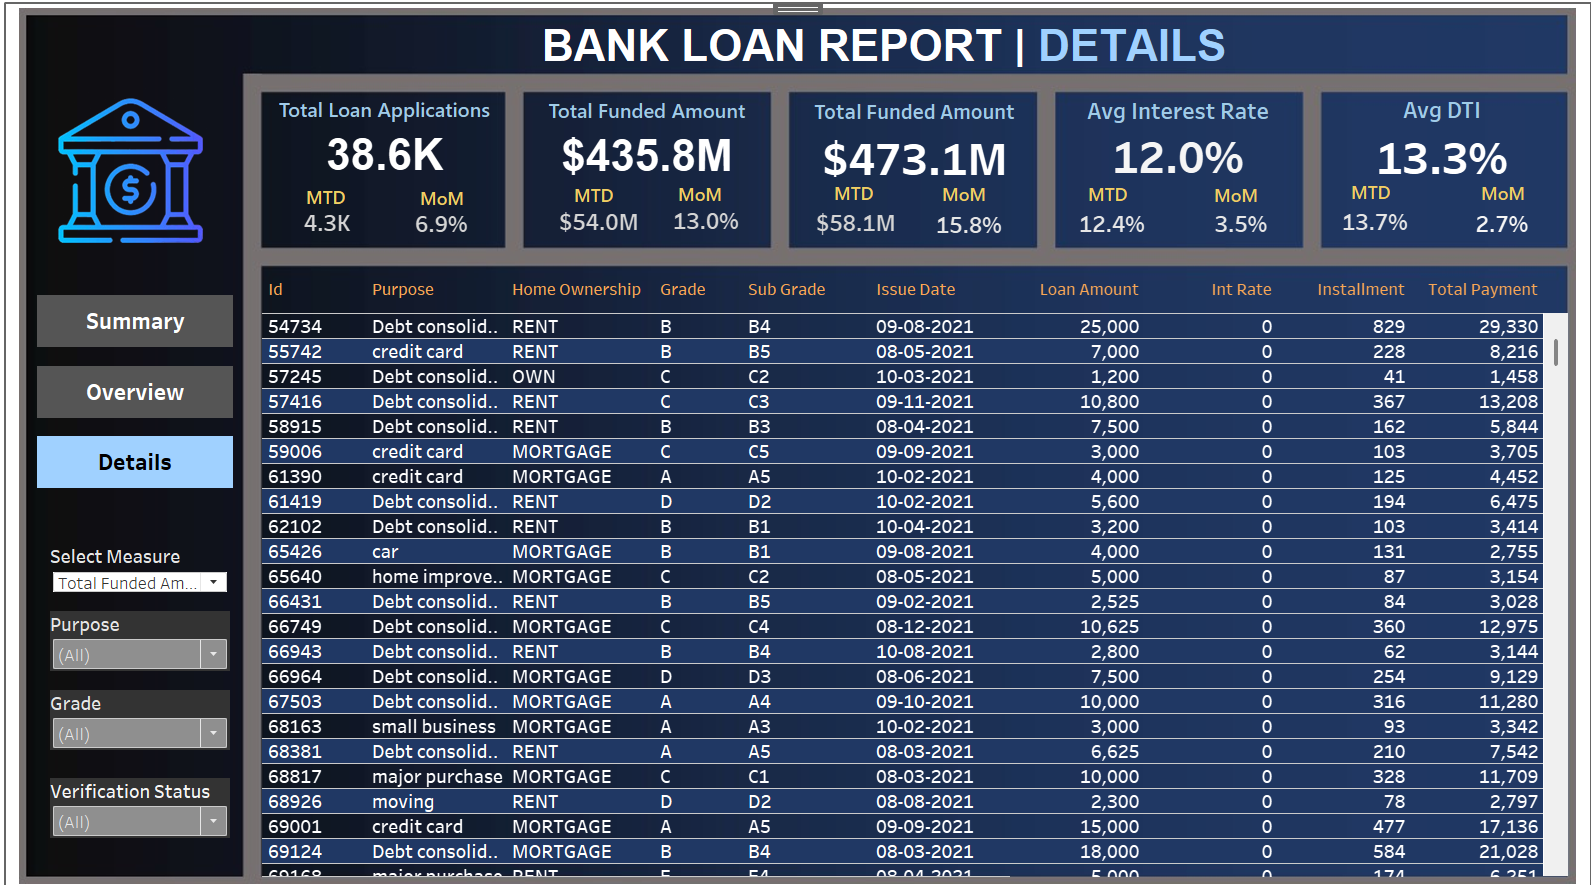 BANK LOAN REPORT | DETAILS
Total Loan Applications
38.6K
MTD MoM
4.3K 6.9%
Total Funded Amount
$435.8M
MTD MoM
$54.0M 13.0%
Total Funded Amount
$473.1M
MTD MoM
$58.1M 15.8%
Avg Interest Rate
12.0%
MTD MoM
12.4% 3.5%
Avg DTI
13.3%
MTD MoM
13.7% 2.7%
$
Summary
Overview
Details
Select Measure
Total Funded Am...
Purpose
(All)
Grade
(All)
Verification Status
(All)
Id Purpose Home Ownership Grade Sub Grade Issue Date Loan Amount Int Rate Installment Total Payment
54734 Debt consolid.. RENT B B4 09-08-2021 25,000 0 829 29,330
55742 credit card RENT B B5 08-05-2021 7,000 0 228 8,216
57245 Debt consolid.. OWN C C2 10-03-2021 1,200 0 41 1,458
57416 Debt consolid.. RENT C C3 09-11-2021 10,800 0 367 13,208
58915 Debt consolid.. RENT B B3 08-04-2021 7,500 0 162 5,844
59006 credit card MORTGAGE C C5 09-09-2021 3,000 0 103 3,705
61390 credit card MORTGAGE A A5 10-02-2021 4,000 0 125 4,452
61419 Debt consolid.. RENT D D2 10-02-2021 5,600 0 194 6,475
62102 Debt consolid.. RENT B B1 10-04-2021 3,200 0 103 3,414
65426 car MORTGAGE B B1 09-08-2021 4,000 0 131 2,755
65640 home improve.. MORTGAGE C C2 08-05-2021 5,000 0 87 3,154
66431 Debt consolid.. RENT B B5 09-02-2021 2,525 0 84 3,028
66749 Debt consolid.. MORTGAGE C C4 08-12-2021 10,625 0 360 12,975
66943 Debt consolid.. RENT B B4 10-08-2021 2,800 0 62 3,144
66964 Debt consolid.. MORTGAGE D D3 08-06-2021 7,500 0 254 9,129
67503 Debt consolid.. MORTGAGE A A4 09-10-2021 10,000 0 316 11,280
68163 small business MORTGAGE A A3 10-02-2021 3,000 0 93 3,342
68381 Debt consolid.. RENT A A5 08-03-2021 6,625 0 210 7,542
68817 major purchase MORTGAGE C C1 08-03-2021 10,000 0 328 11,709
68926 moving RENT D D2 08-08-2021 2,300 0 78 2,797
69001 credit card MORTGAGE A A5 09-09-2021 15,000 0 477 17,136
69124 Debt consolid.. MORTGAGE B B4 08-03-2021 18,000 0 584 21,028